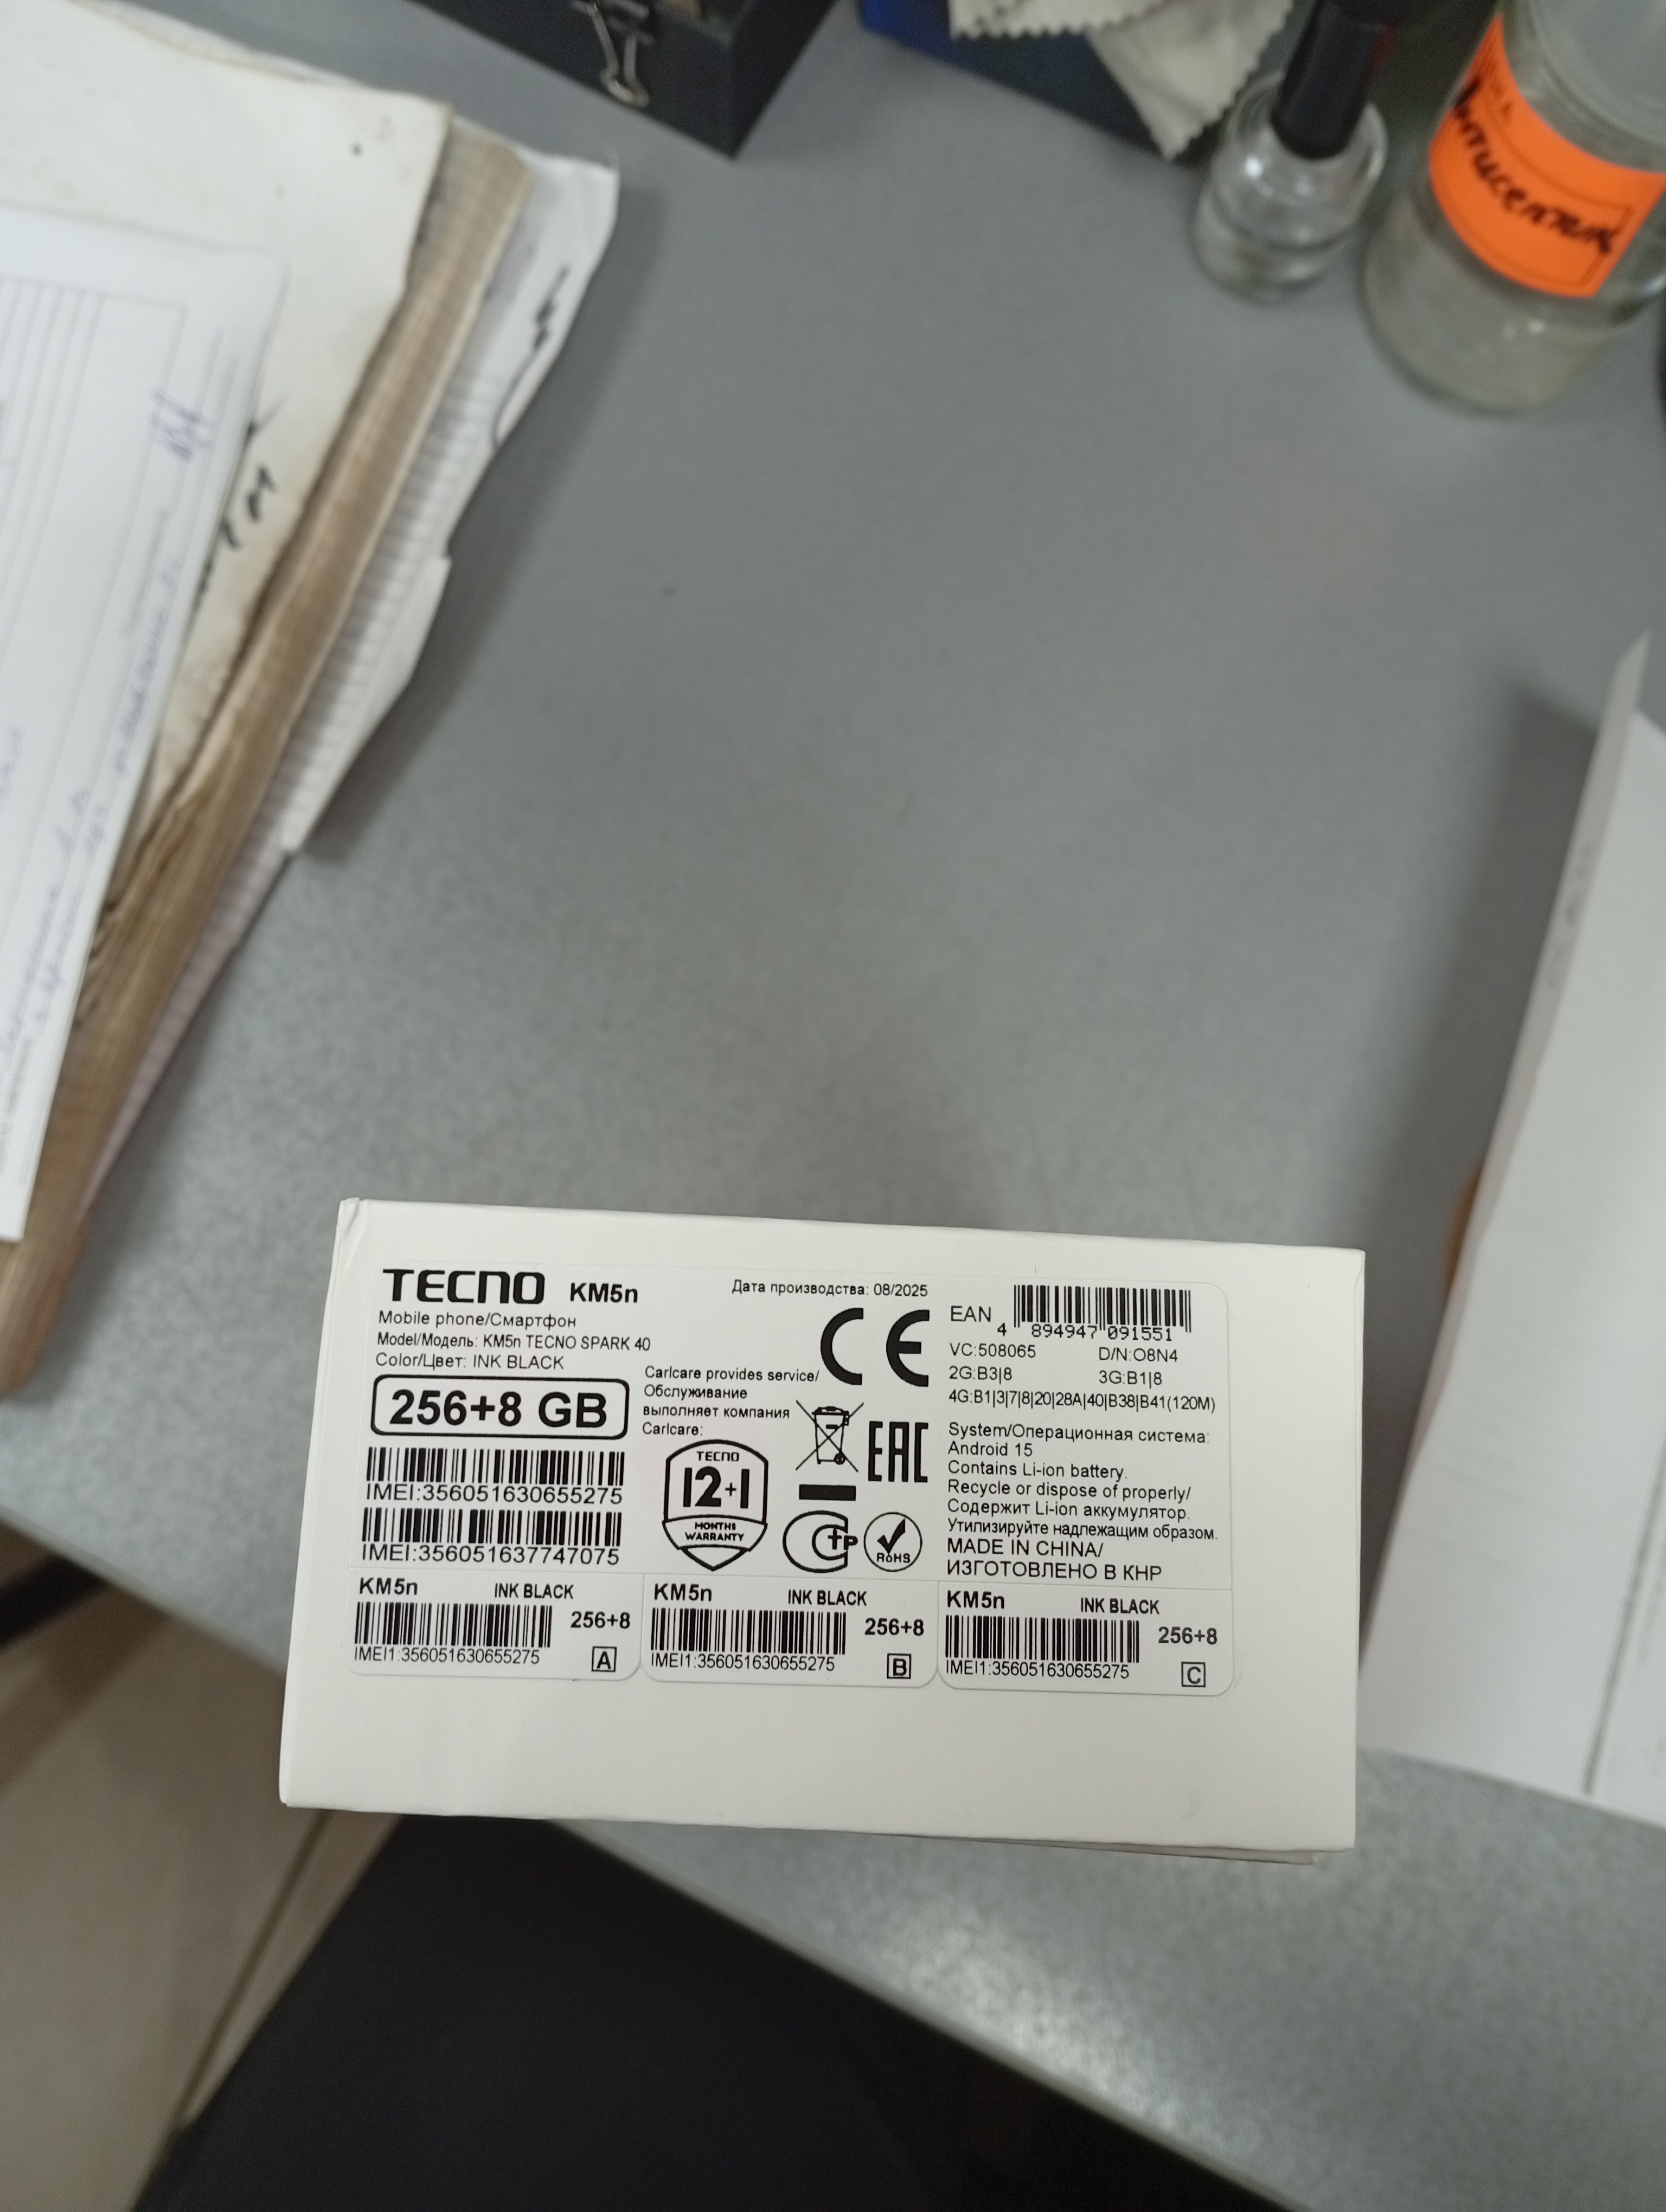 Антисептик
TECNO KM5n
Mobile phone/Смартфон
Model/Модель: KM5n TECNO SPARK 40
Color/Цвет: INK BLACK
256+8 GB
IMEI:356051630655275
IMEI:356051637747075
Дата производства: 08/2025
CE
Carlcare provides service/
Обслуживание
выполняет компания
Carlcare:
TECNO
12+1
MONTHS
WARRANTY
EAC
RoHS
EAN
4 894947 091551
VC:508065 D/N:O8N4
2G:B3|8 3G:B1|8
4G:B1|3|7|8|20|28A|40|B38|B41(120M)
System/Операционная система:
Android 15
Contains Li-ion battery.
Recycle or dispose of properly/
Содержит Li-ion аккумулятор.
Утилизируйте надлежащим образом.
MADE IN CHINA/
ИЗГОТОВЛЕНО В КНР
KM5n INK BLACK
256+8
IMEI1:356051630655275 A
KM5n INK BLACK
256+8
IMEI1:356051630655275 B
KM5n INK BLACK
256+8
IMEI1:356051630655275 C